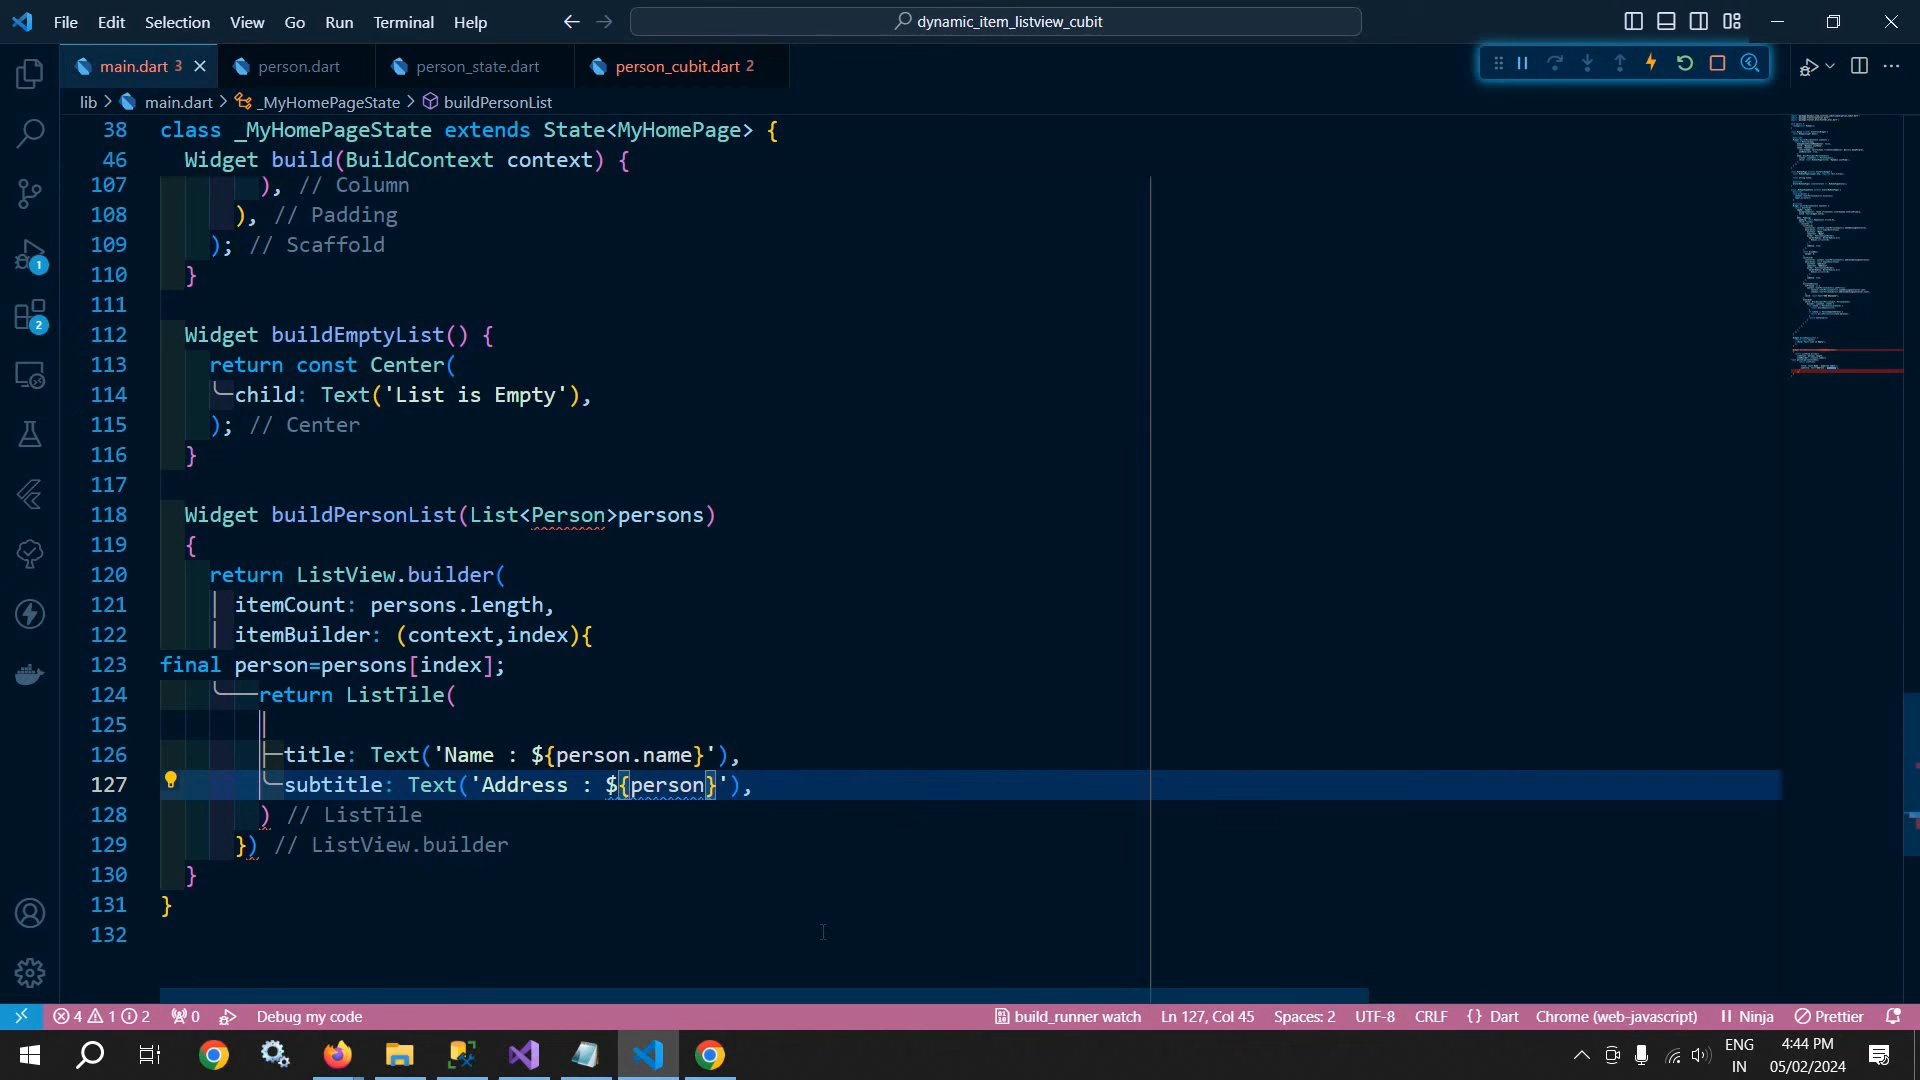 File Edit Selection View Go Run Terminal Help
dynamic_item_listview_cubit
main.dart 3 person.dart person_state.dart person_cubit.dart 2
lib > main.dart > _MyHomePageState > buildPersonList
38 class _MyHomePageState extends State<MyHomePage> {
46 Widget build(BuildContext context) {
107 ), // Column
108 ), // Padding
109 ); // Scaffold
110 }
111
112 Widget buildEmptyList() {
113 return const Center(
114 child: Text('List is Empty'),
115 ); // Center
116 }
117
118 Widget buildPersonList(List<Person>persons)
119 {
120 return ListView.builder(
121 itemCount: persons.length,
122 itemBuilder: (context,index){
123 final person=persons[index];
124 return ListTile(
125
126 title: Text('Name : ${person.name}'),
127 subtitle: Text('Address : ${person}'),
128 ) // ListTile
129 }) // ListView.builder
130 }
131 }
132
1
2
4 1 2 0 Debug my code build_runner watch Ln 127, Col 45 Spaces: 2 UTF-8 CRLF {} Dart Chrome (web-javascript) Ninja Prettier
ENG
IN
4:44 PM
05/02/2024